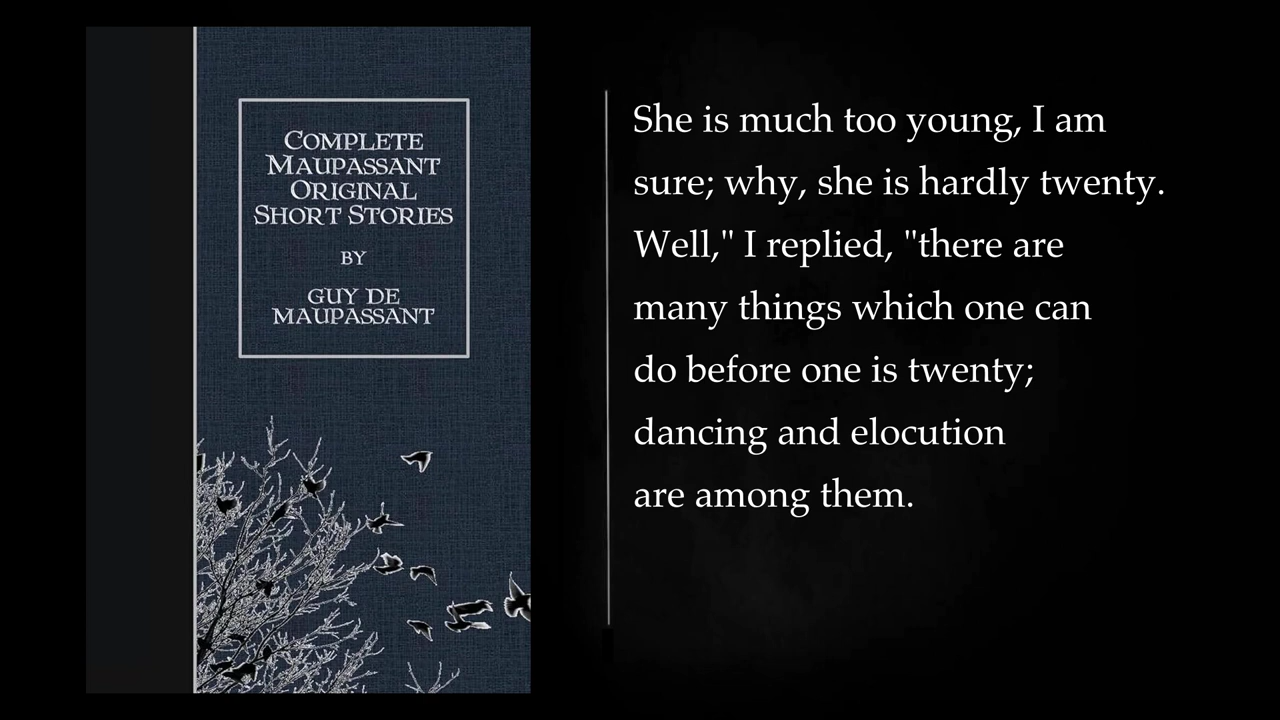 COMPLETE
MAUPASSANT
ORIGINAL
SHORT STORIES
BY
GUY DE
MAUPASSANT
She is much too young, I am
sure; why, she is hardly twenty.
Well," I replied, "there are
many things which one can
do before one is twenty;
dancing and elocution
are among them.